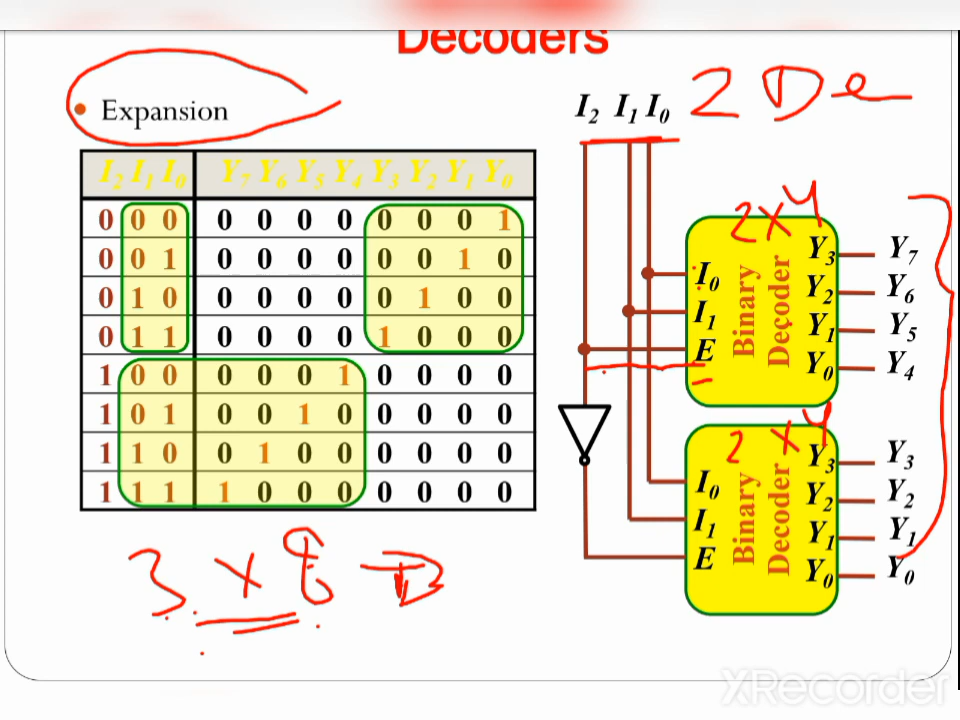 Decoders
• Expansion
I2 I1 I0 Y7 Y6 Y5 Y4 Y3 Y2 Y1 Y0
0 0 0 0 0 0 0 0 0 0 1
0 0 1 0 0 0 0 0 0 1 0
0 1 0 0 0 0 0 0 1 0 0
0 1 1 0 0 0 0 1 0 0 0
1 0 0 0 0 0 1 0 0 0 0
1 0 1 0 0 1 0 0 0 0 0
1 1 0 0 1 0 0 0 0 0 0
1 1 1 1 0 0 0 0 0 0 0
3 x 8 D
I2 I1 I0
2 De
2x4
I0
I1
E
Binary
Decoder
Y3 Y7
Y2 Y6
Y1 Y5
Y0 Y4
2 x4
I0
I1
E
Binary
Decoder
Y3 Y3
Y2 Y2
Y1 Y1
Y0 Y0
XRecorder